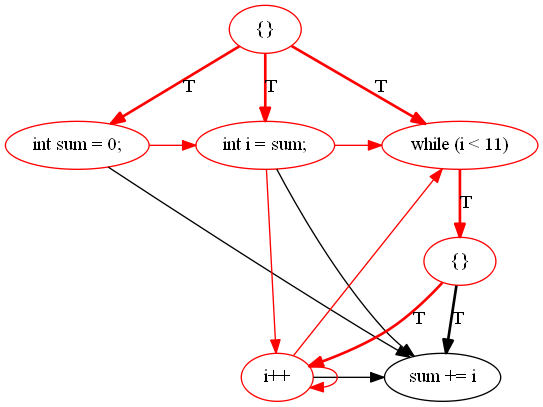 {}
T
T
T
int sum = 0;
int i = sum;
while (i < 11)
T
{}
T
T
i++
sum += i